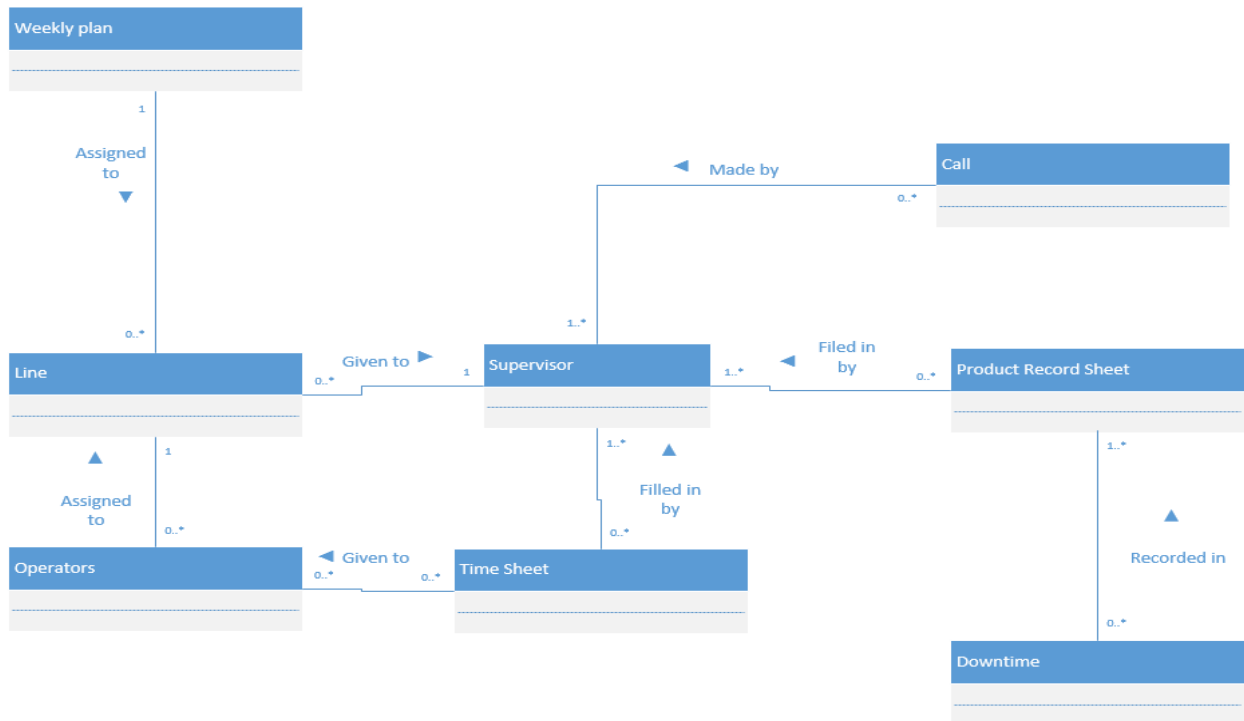 Weekly plan
1
Assigned
to
0..*
Call
Made by
0..*
1..*
Line
Given to
0..*
1
Supervisor
1..*
Filed in
by
0..*
Product Record Sheet
1
Assigned
to
0..*
1..*
Filled in
by
0..*
1..*
Recorded in
0..*
Operators
Given to
0..*
0..*
Time Sheet
Downtime